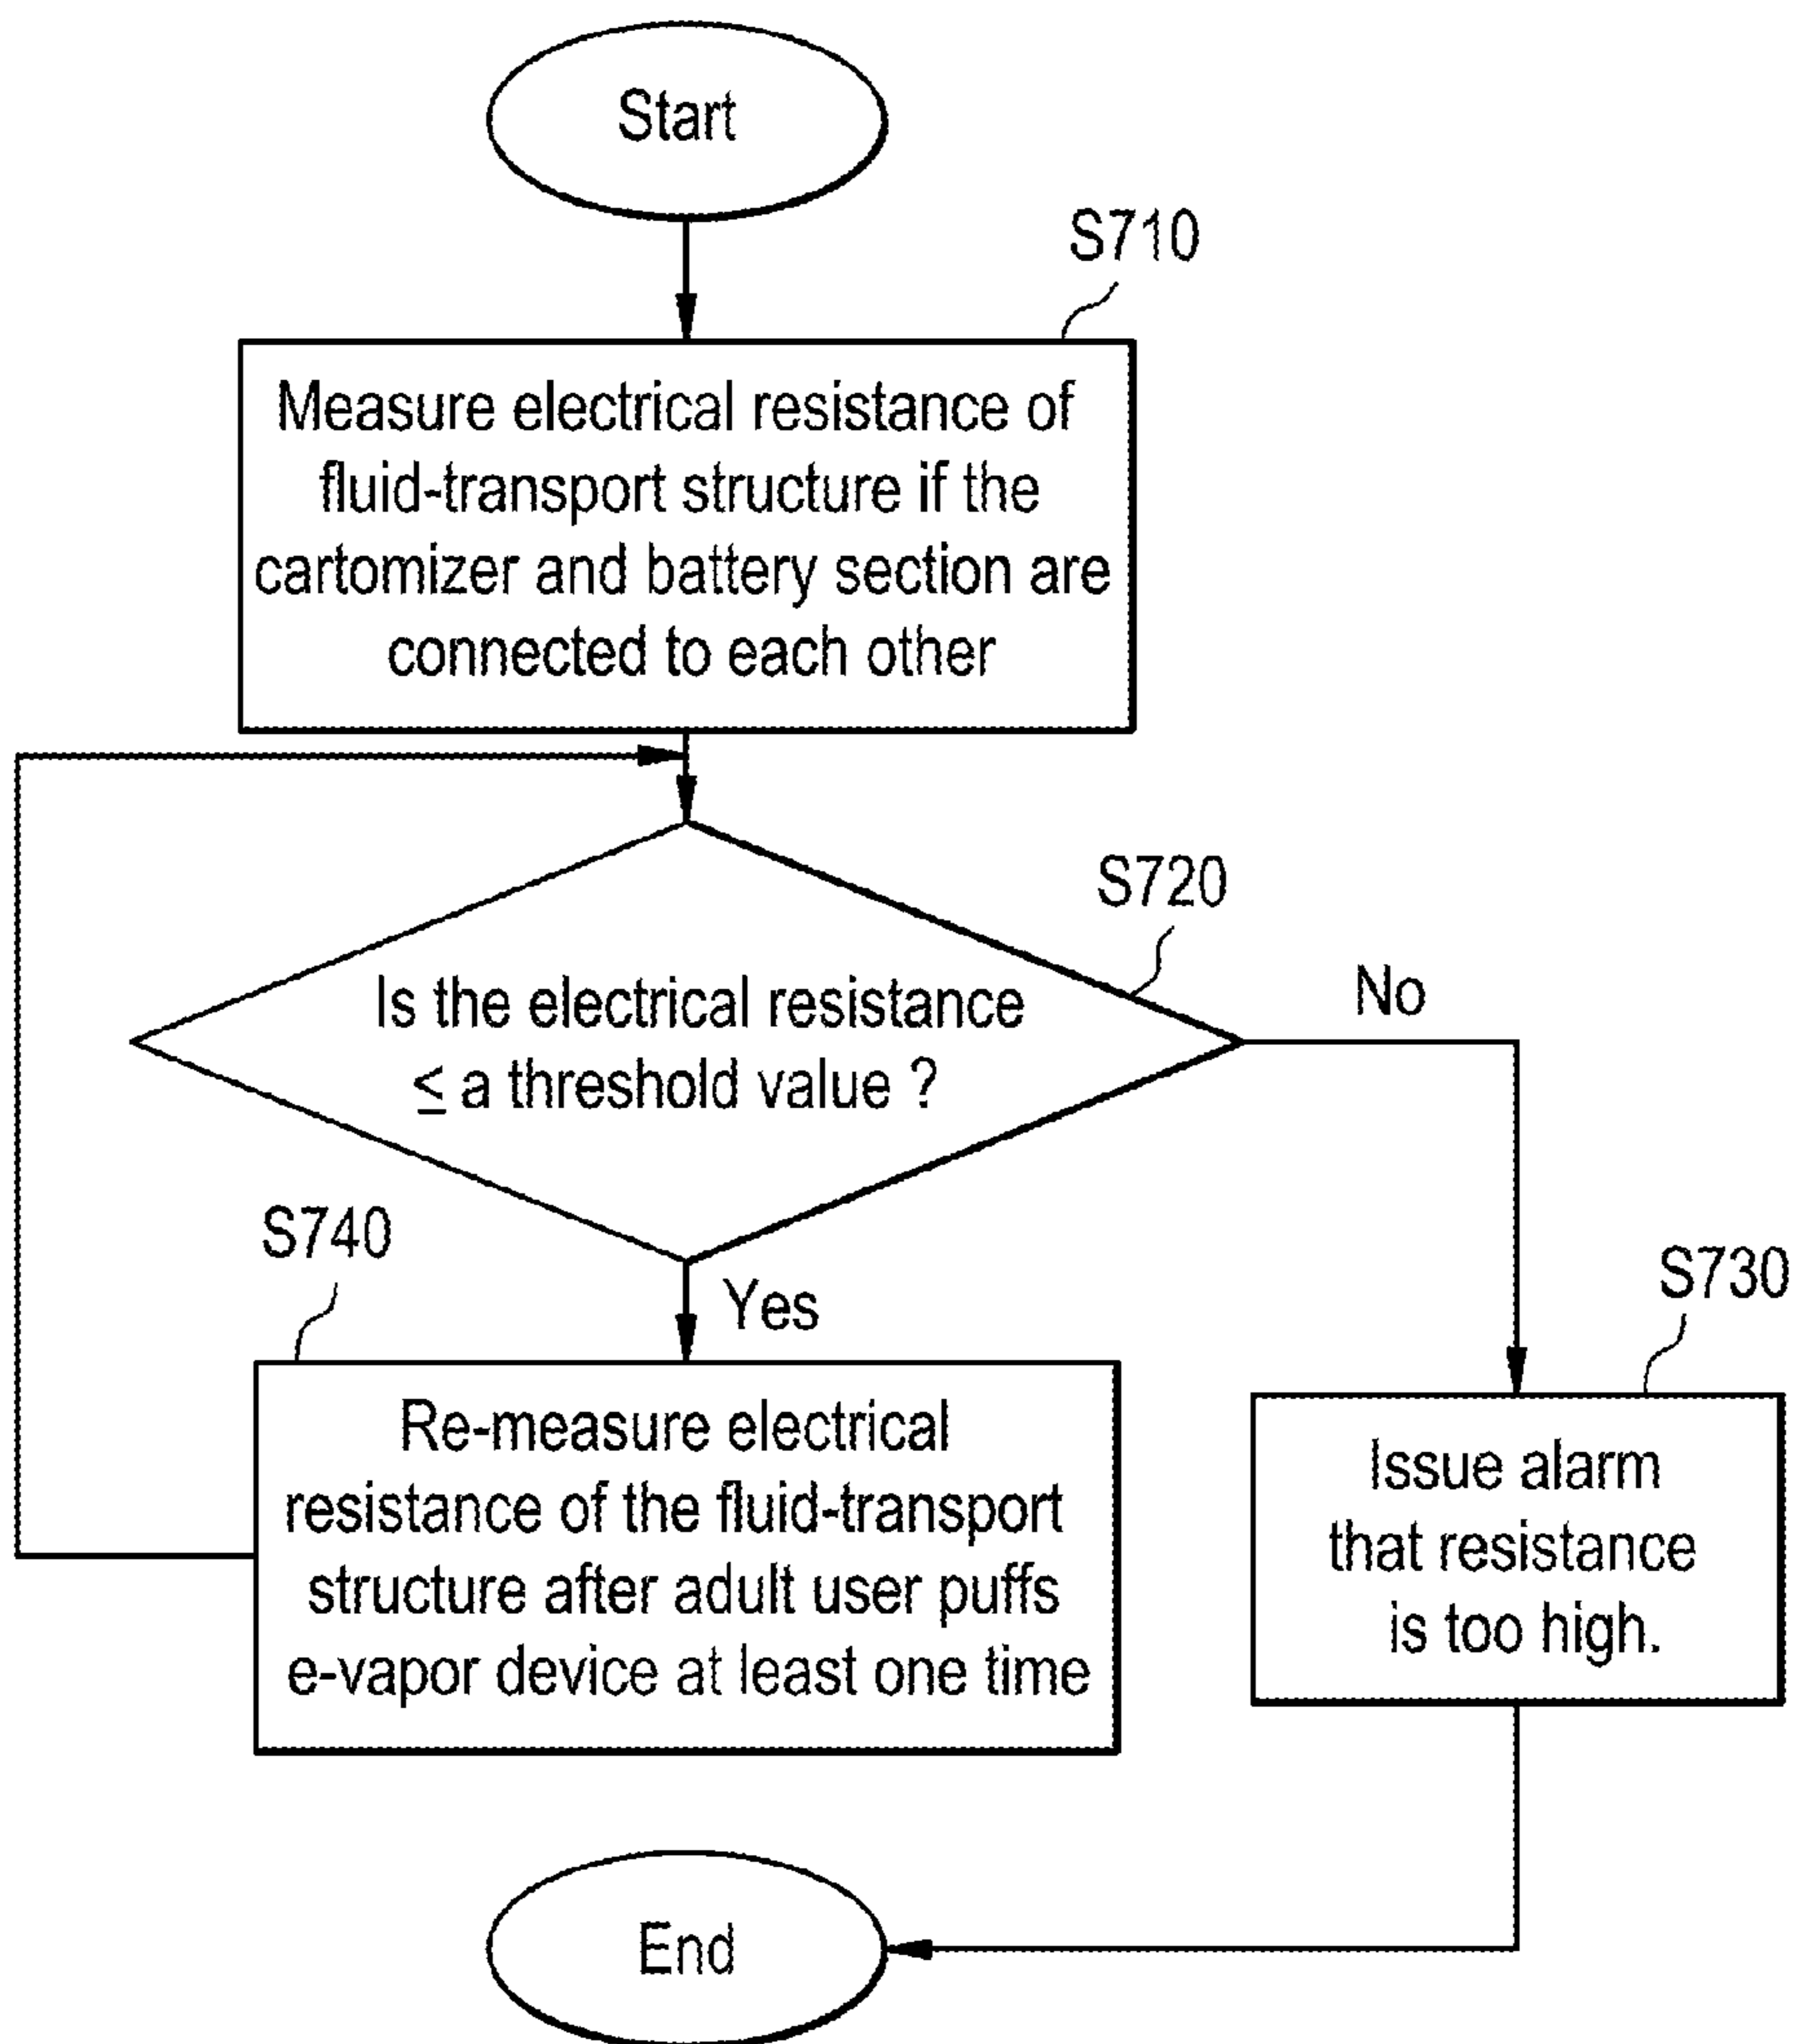 Start
S710
Measure electrical resistance of
fluid-transport structure if the
cartomizer and battery section are
connected to each other
S720
Is the electrical resistance
≤ a threshold value ?
No
Yes
S740
Re-measure electrical
resistance of the fluid-transport
structure after adult user puffs
e-vapor device at least one time
S730
Issue alarm
that resistance
is too high.
End